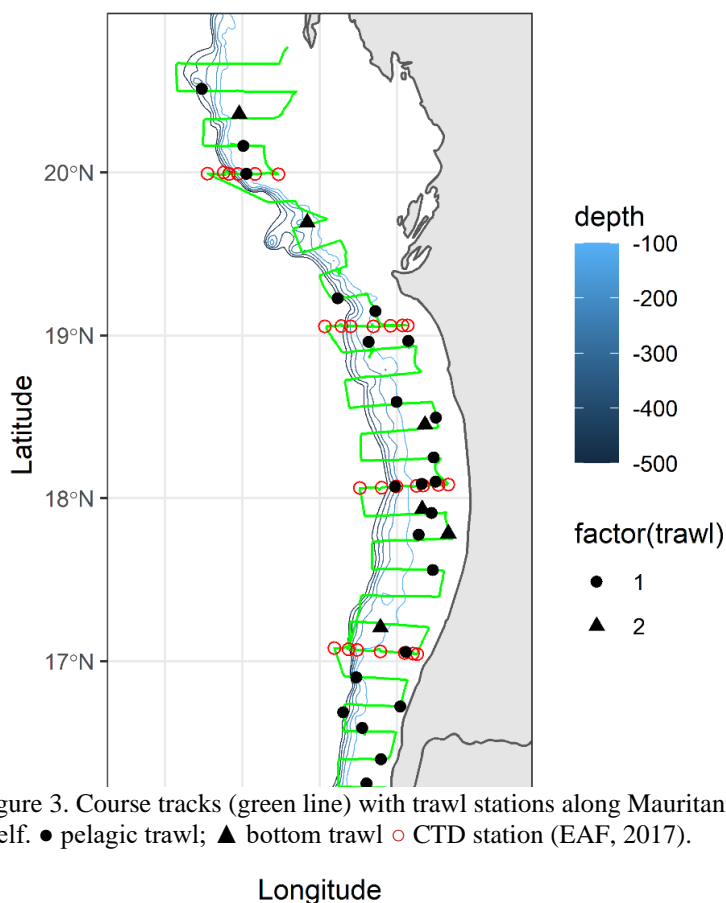 20°N
19°N
18°N
17°N
Latitude
depth
-100
-200
-300
-400
-500
factor(trawl)
1
2
gure 3. Course tracks (green line) with trawl stations along Mauritan
elf. ● pelagic trawl; ▲ bottom trawl ○ CTD station (EAF, 2017).
Longitude